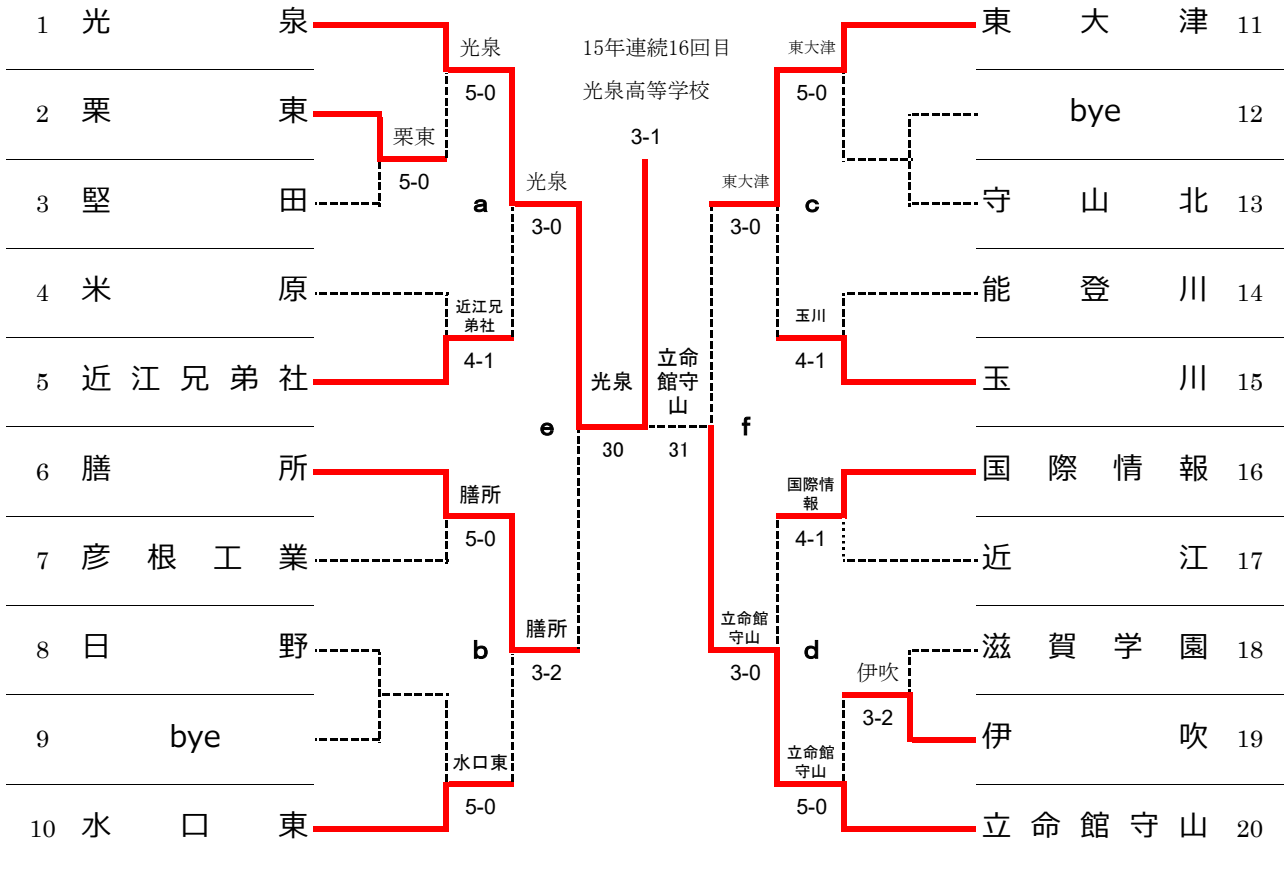 1 光泉
2 栗東
3 堅田
4 米原
5 近江兄弟社
6 膳所
7 彦根工業
8 日野
9 bye
10 水口東
光泉
5-0
栗東
5-0
a
光泉
3-0
近江兄
弟社
4-1
e
膳所
5-0
b
膳所
3-2
水口東
5-0
15年連続16回目
光泉高等学校
3-1
光泉
30
立命
館守
山
31
東大津
5-0
東大津
3-0
c
玉川
4-1
f
国際情
報
4-1
立命館
守山
3-0
d
伊吹
3-2
立命館
守山
5-0
東大津 11
bye 12
守山北 13
能登川 14
玉川 15
国際情報 16
近江 17
滋賀学園 18
伊吹 19
立命館守山 20